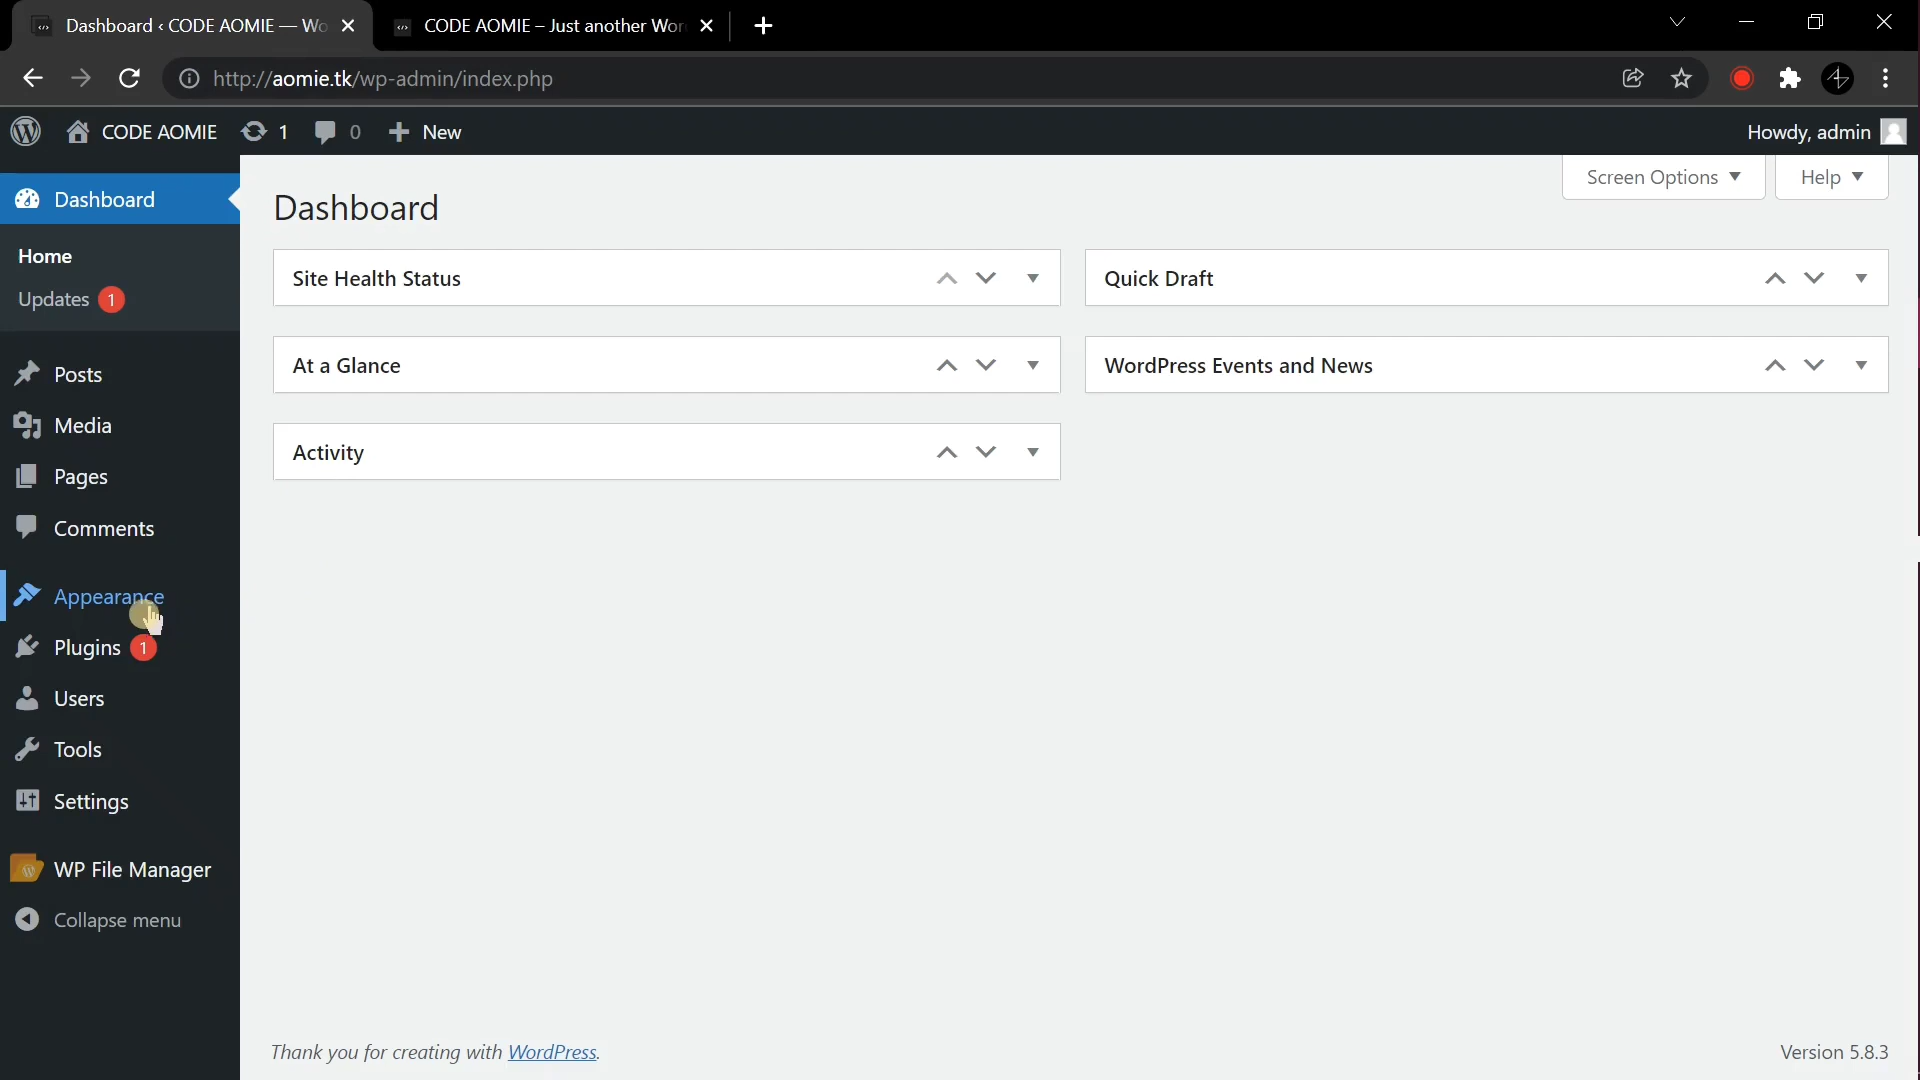 Dashboard ‹ CODE AOMIE — Wo
CODE AOMIE – Just another Wor
http://aomie.tk/wp-admin/index.php
CODE AOMIE 1 0 New
Howdy, admin
Dashboard
Home
Updates 1
Posts
Media
Pages
Comments
Appearance
Plugins 1
Users
Tools
Settings
WP File Manager
Collapse menu
Screen Options
Help
Dashboard
Site Health Status
At a Glance
Activity
Quick Draft
WordPress Events and News
Thank you for creating with WordPress.
Version 5.8.3